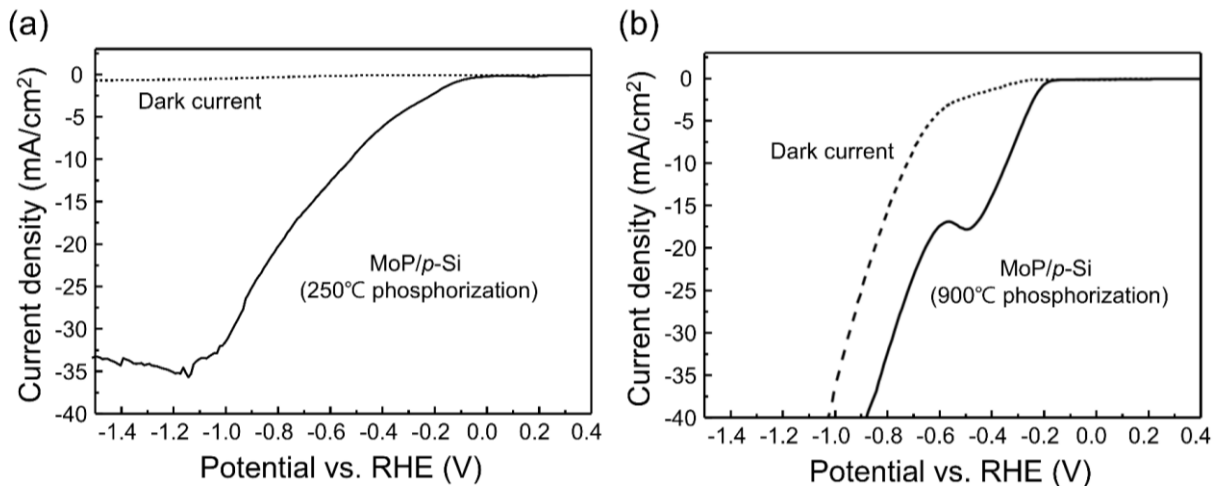 (a)
Current density (mA/cm²)
0
-5
-10
-15
-20
-25
-30
-35
-40
Dark current
MoP/p-Si
(250℃ phosphorization)
-1.4 -1.2 -1.0 -0.8 -0.6 -0.4 -0.2 0.0 0.2 0.4
Potential vs. RHE (V)
(b)
Current density (mA/cm²)
0
-5
-10
-15
-20
-25
-30
-35
-40
Dark current
MoP/p-Si
(900℃ phosphorization)
-1.4 -1.2 -1.0 -0.8 -0.6 -0.4 -0.2 0.0 0.2 0.4
Potential vs. RHE (V)